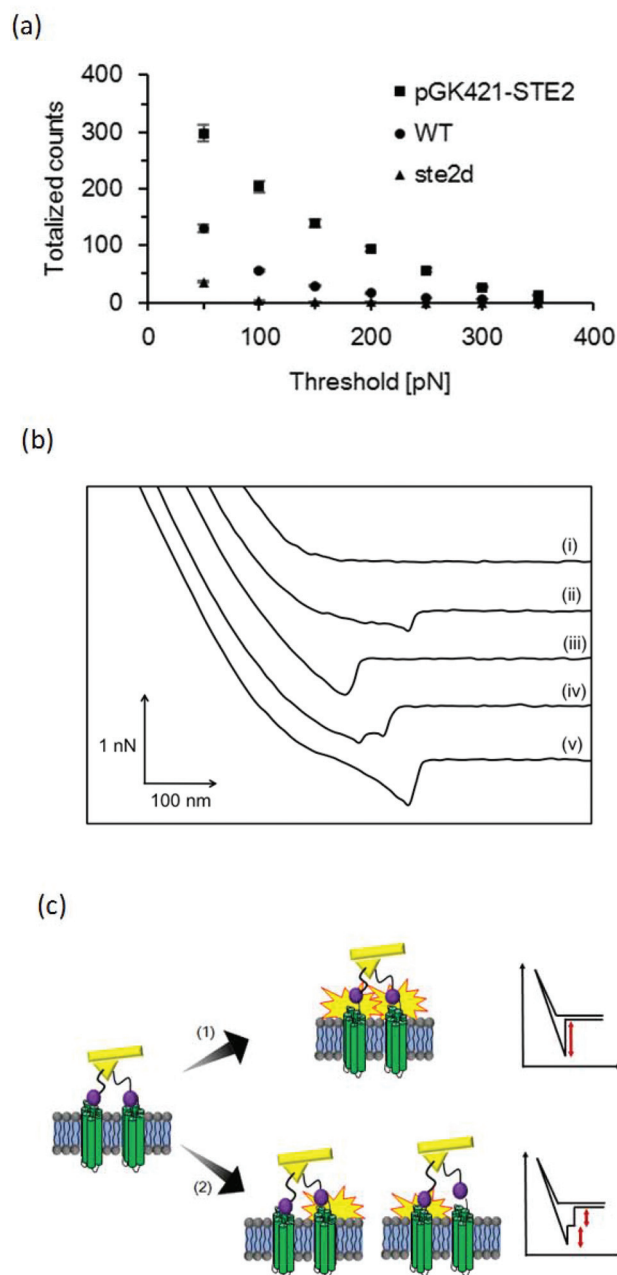 (a)
400
300
200
100
0
Totalized counts
pGK421-STE2
WT
ste2d
0 100 200 300 400
Threshold [pN]
(b)
(i)
(ii)
(iii)
(iv)
(v)
1 nN
100 nm
(c)
(1)
(2)